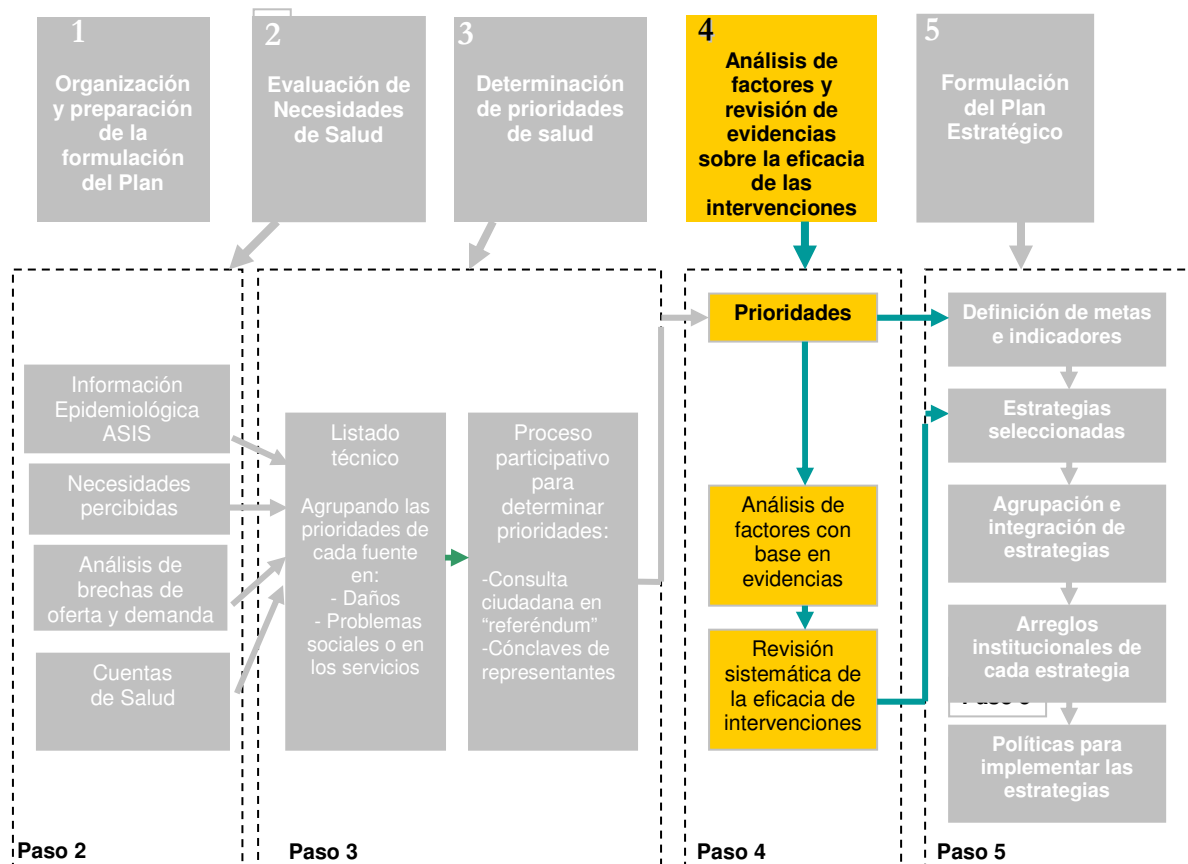 1
Organización
y preparación
de la
formulación
del Plan
2
Evaluación de
Necesidades
de Salud
3
Determinación
de prioridades
de salud
4
Análisis de
factores y
revisión de
evidencias
sobre la eficacia
de las
intervenciones
5
Formulación
del Plan
Estratégico
Información
Epidemiológica
ASIS
Necesidades
percibidas
Análisis de
brechas de
oferta y demanda
Cuentas
de Salud
Paso 2
Listado
técnico
Agrupando las
prioridades de
cada fuente
en:
- Daños
- Problemas
sociales o en
los servicios
Proceso
participativo
para
determinar
prioridades:
-Consulta
ciudadana en
“referéndum”
-Cónclaves de
representantes
Paso 3
Prioridades
Análisis de
factores con
base en
evidencias
Revisión
sistemática de
la eficacia de
intervenciones
Paso 4
Definición de metas
e indicadores
Estrategias
seleccionadas
Agrupación e
integración de
estrategias
Arreglos
institucionales de
cada estrategia
Políticas para
implementar las
estrategias
Paso 5